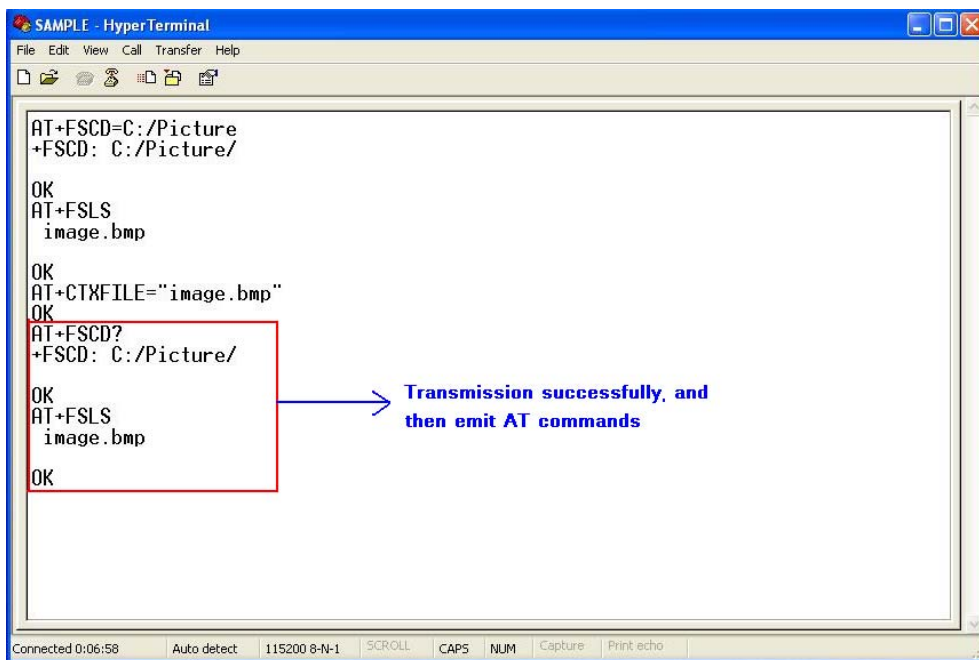 SAMPLE - HyperTerminal
File Edit View Call Transfer Help
AT+FSCD=C:/Picture
+FSCD: C:/Picture/
OK
AT+FSLS
image.bmp
OK
AT+CTXFILE="image.bmp"
OK
AT+FSCD?
+FSCD: C:/Picture/
OK
AT+FSLS
image.bmp
OK
Transmission successfully, and
then emit AT commands
Connected 0:06:58 Auto detect 115200 8-N-1 SCROLL CAPS NUM Capture Print echo